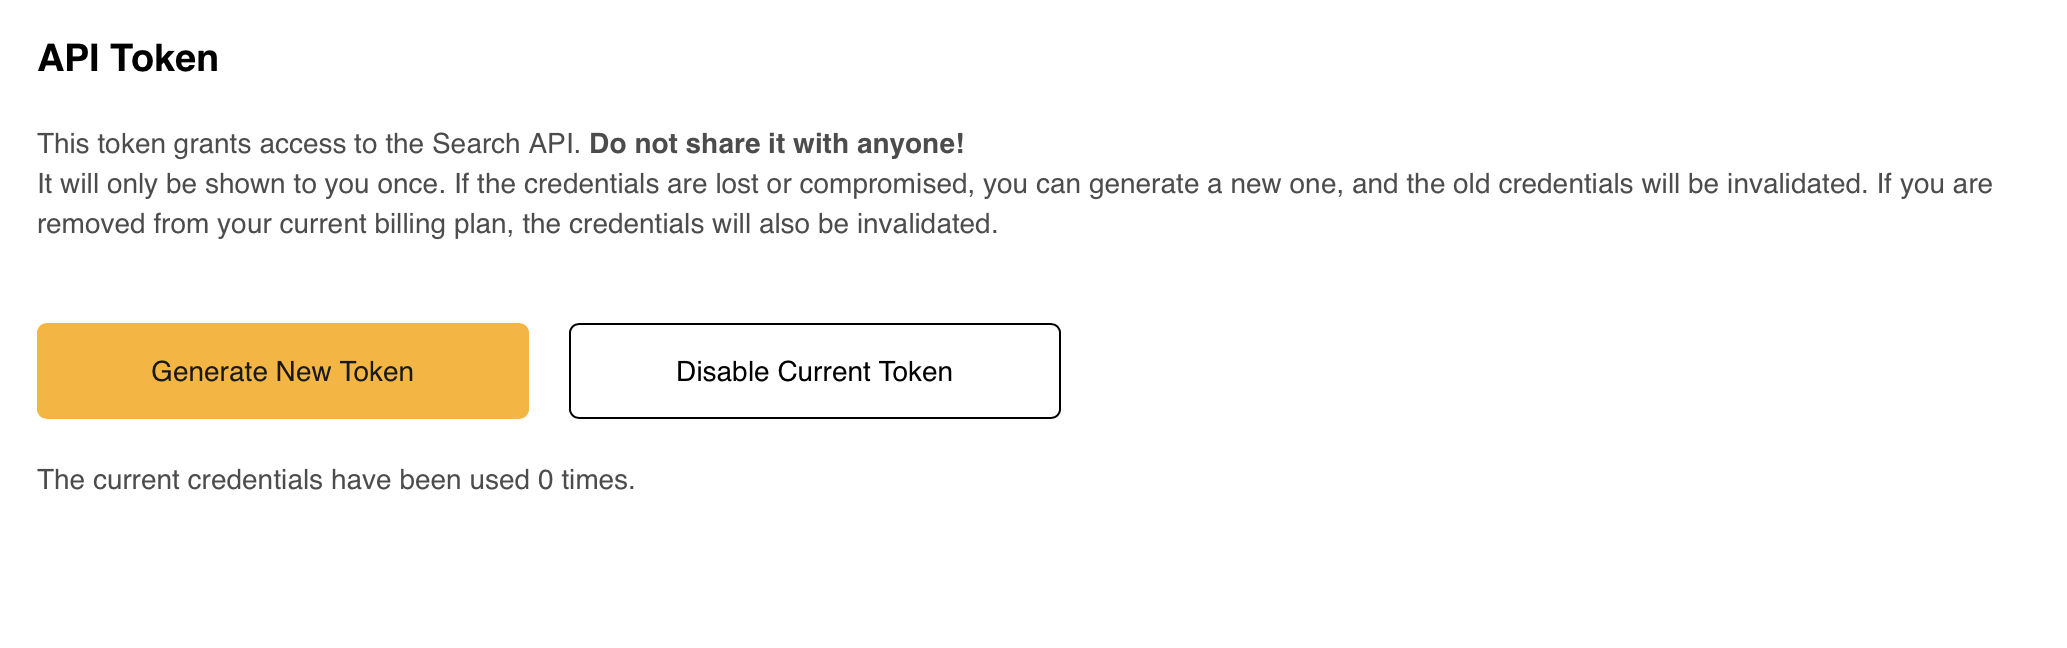 API Token
This token grants access to the Search API. Do not share it with anyone!
It will only be shown to you once. If the credentials are lost or compromised, you can generate a new one, and the old credentials will be invalidated. If you are
removed from your current billing plan, the credentials will also be invalidated.
Generate New Token
Disable Current Token
The current credentials have been used 0 times.